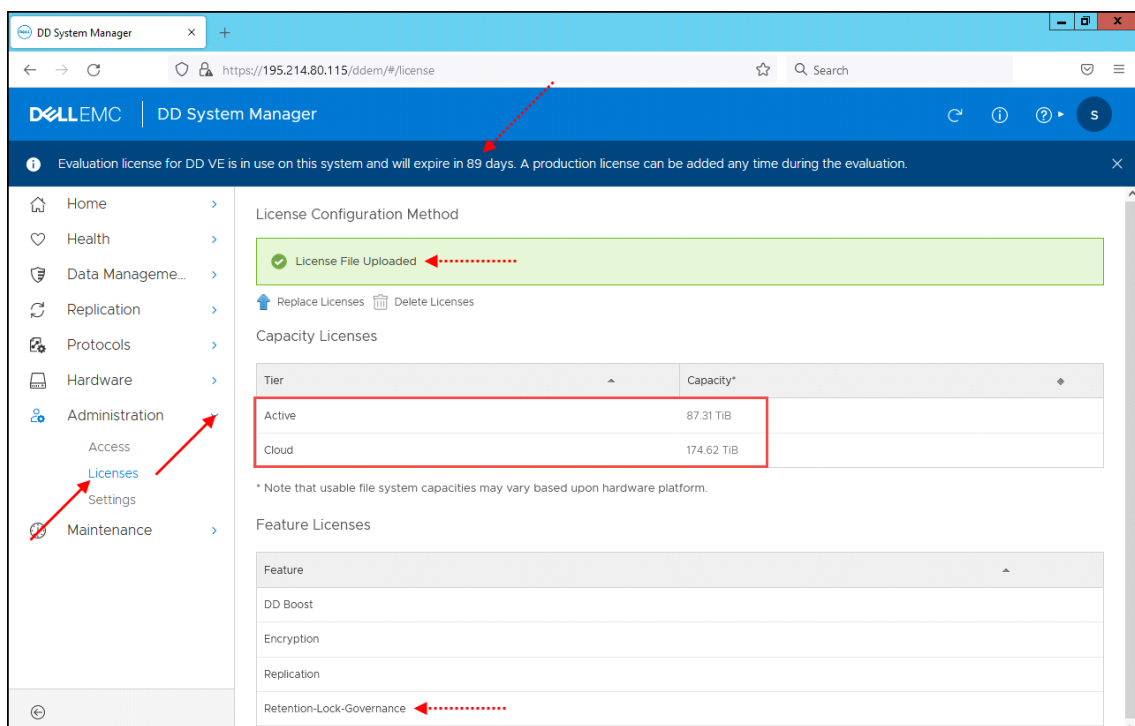 DD System Manager
https://195.214.80.115/ddem/#/license
Search
DELLEMC DD System Manager
S
Evaluation license for DD VE is in use on this system and will expire in 89 days. A production license can be added any time during the evaluation.
Home
Health
Data Manageme...
Replication
Protocols
Hardware
Administration
Access
Licenses
Settings
Maintenance
License Configuration Method
License File Uploaded
Replace Licenses Delete Licenses
Capacity Licenses
Tier Capacity*
Active 87.31 TiB
Cloud 174.62 TiB
* Note that usable file system capacities may vary based upon hardware platform.
Feature Licenses
Feature
DD Boost
Encryption
Replication
Retention-Lock-Governance